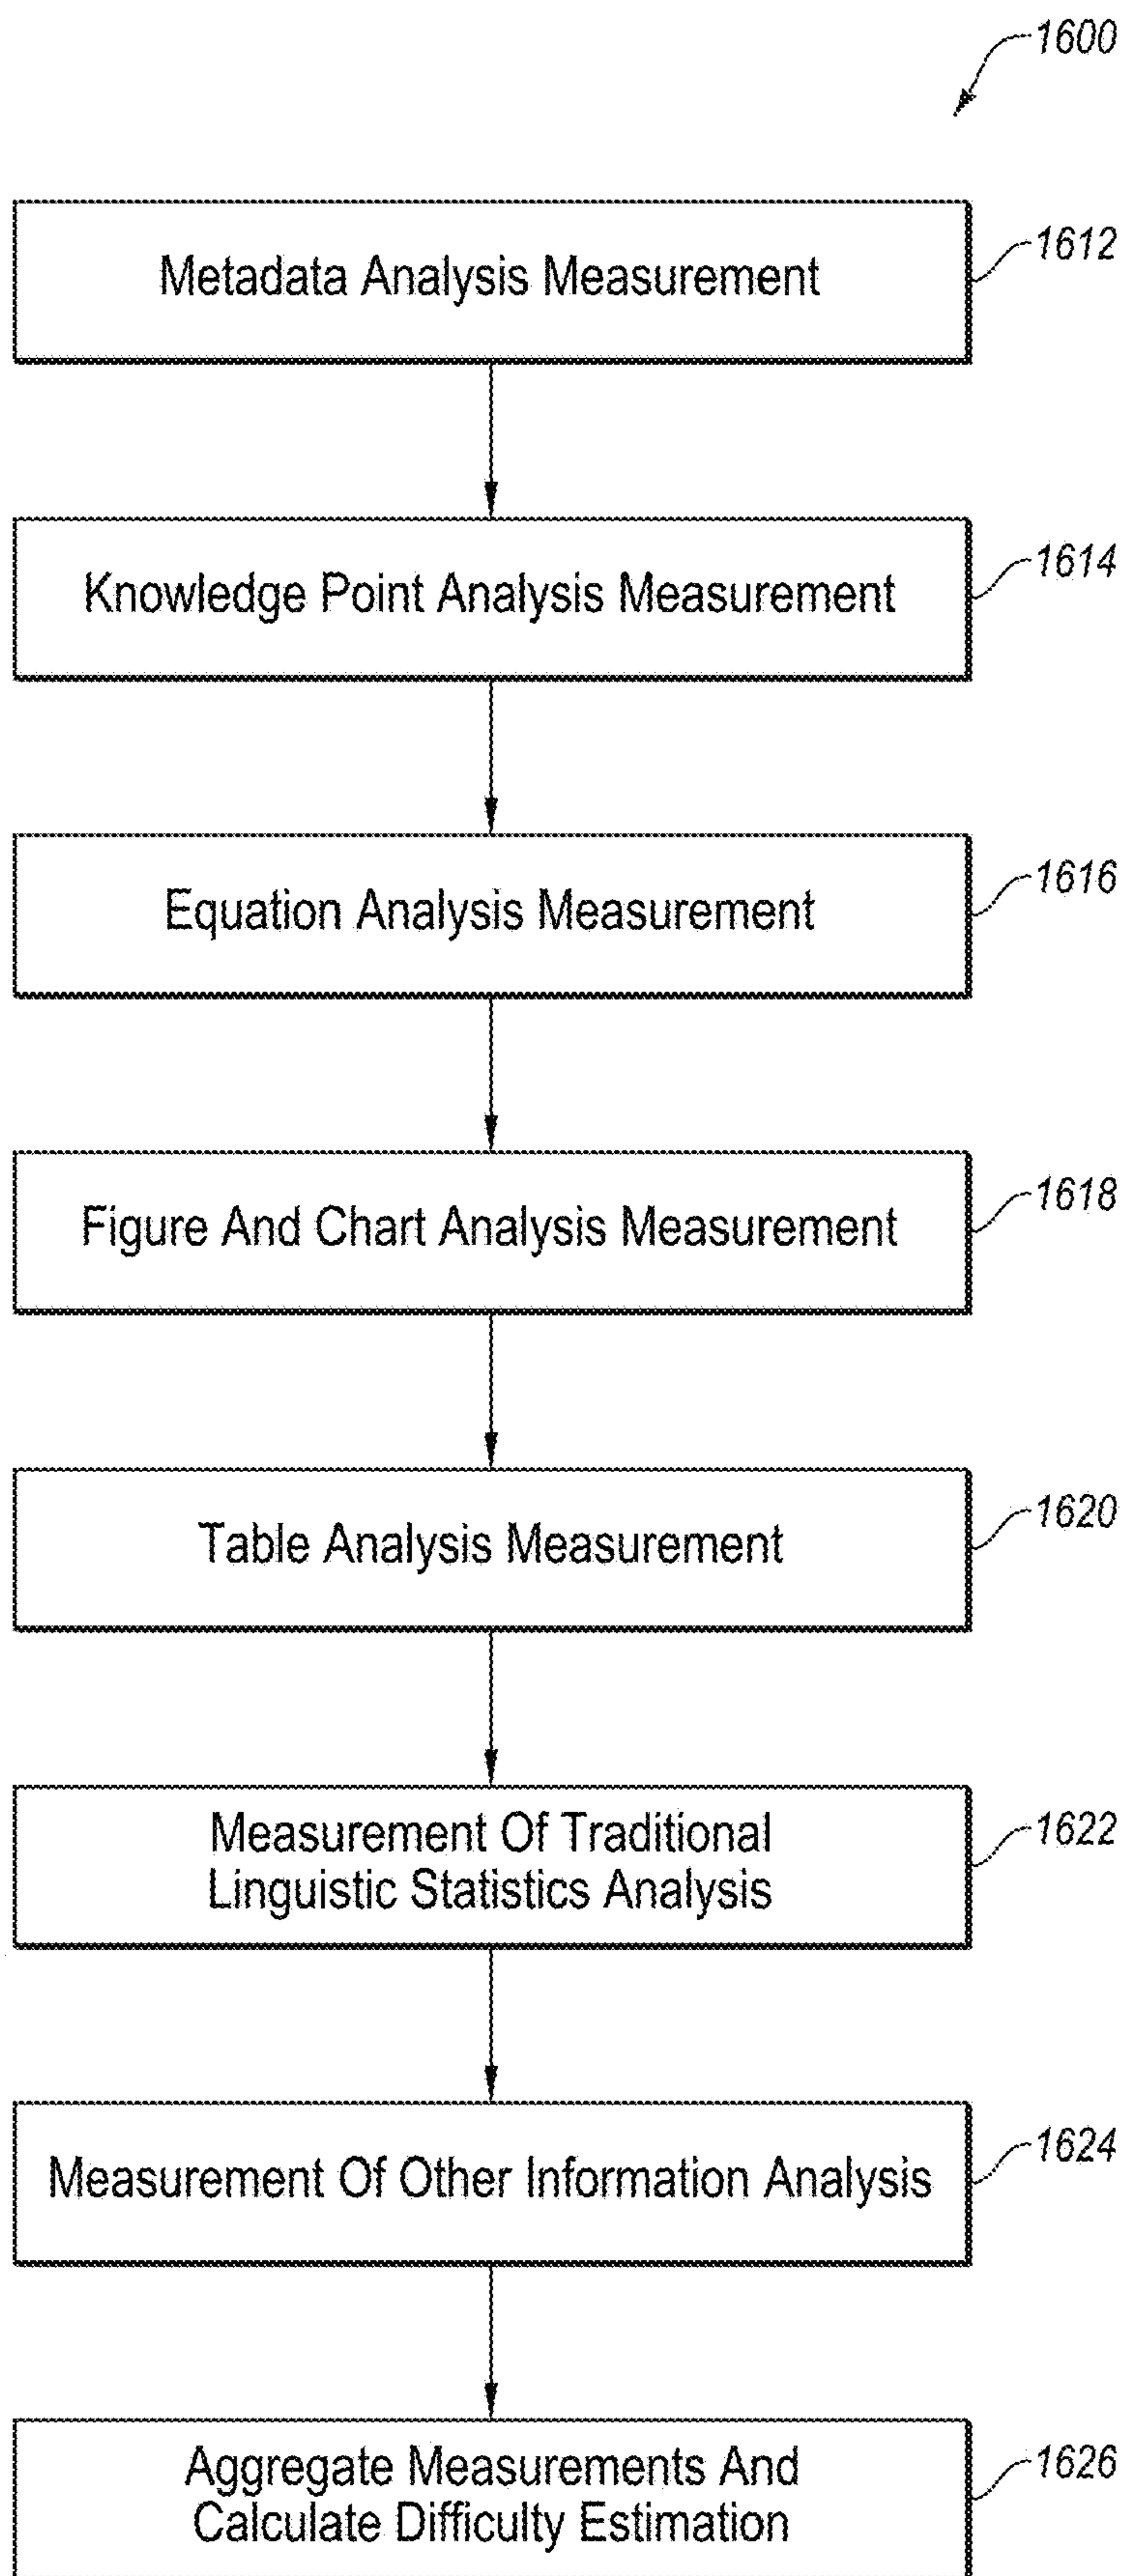 1600
Metadata Analysis Measurement
1612
Knowledge Point Analysis Measurement
1614
Equation Analysis Measurement
1616
Figure And Chart Analysis Measurement
1618
Table Analysis Measurement
1620
Measurement Of Traditional
Linguistic Statistics Analysis
1622
Measurement Of Other Information Analysis
1624
Aggregate Measurements And
Calculate Difficulty Estimation
1626